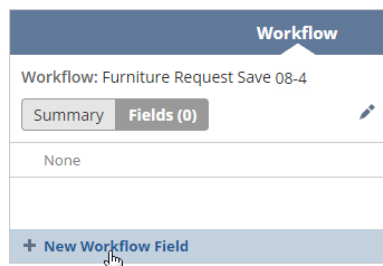 Workflow
Workflow: Furniture Request Save 08-4
Summary Fields (0)
None
+ New Workflow Field